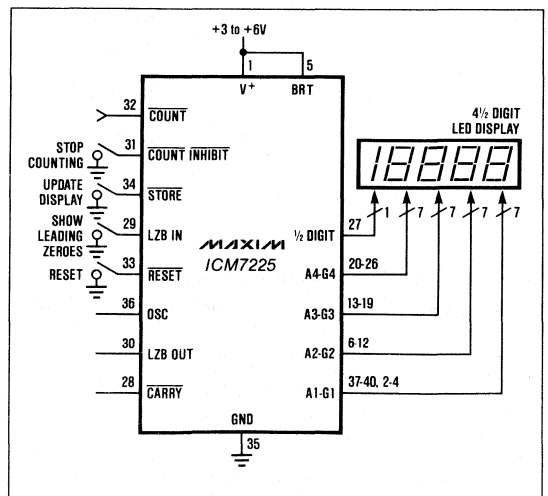 +3 to +6V
1
5
V+
BRT
32
COUNT
31
STOP
COUNTING
COUNT INHIBIT
34
UPDATE
DISPLAY
STORE
29
SHOW
LEADING
ZEROES
LZB IN
33
RESET
RESET
36
OSC
30
LZB OUT
28
CARRY
MAXIM
ICM7225
GND
35
4½ DIGIT
LED DISPLAY
18888
1
7
7
7
7
27
½ DIGIT
20-26
A4-G4
13-19
A3-G3
6-12
A2-G2
37-40, 2-4
A1-G1